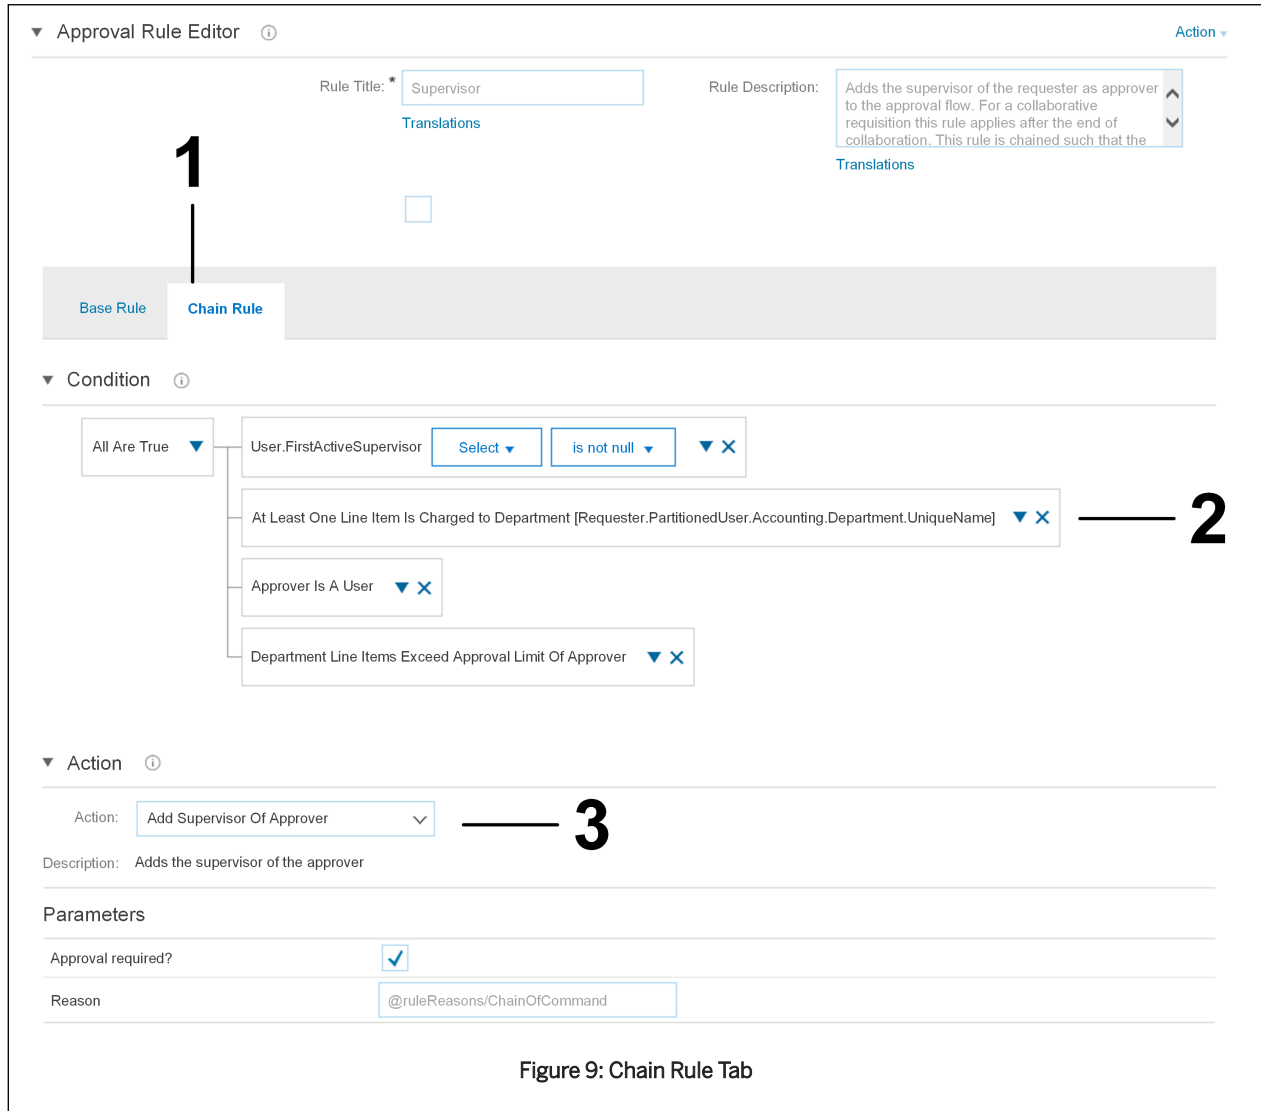 Approval Rule Editor
Action
Rule Title: *
Supervisor
Translations
Rule Description:
Adds the supervisor of the requester as approver
to the approval flow. For a collaborative
requisition this rule applies after the end of
collaboration. This rule is chained such that the
Translations
1
Base Rule
Chain Rule
Condition
All Are True
User.FirstActiveSupervisor
Select
is not null
At Least One Line Item Is Charged to Department [Requester.PartitionedUser.Accounting.Department.UniqueName]
2
Approver Is A User
Department Line Items Exceed Approval Limit Of Approver
Action
Action:
Add Supervisor Of Approver
3
Description:
Adds the supervisor of the approver
Parameters
Approval required?
Reason
@ruleReasons/ChainOfCommand
Figure 9: Chain Rule Tab